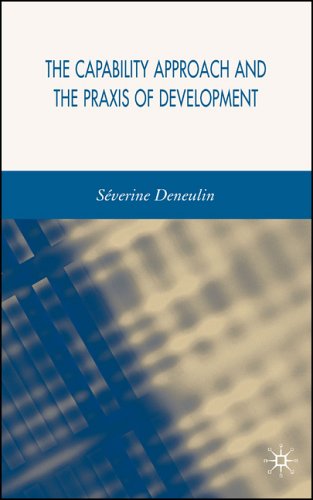 THE CAPABILITY APPROACH AND
THE PRAXIS OF DEVELOPMENT
Séverine Deneulin